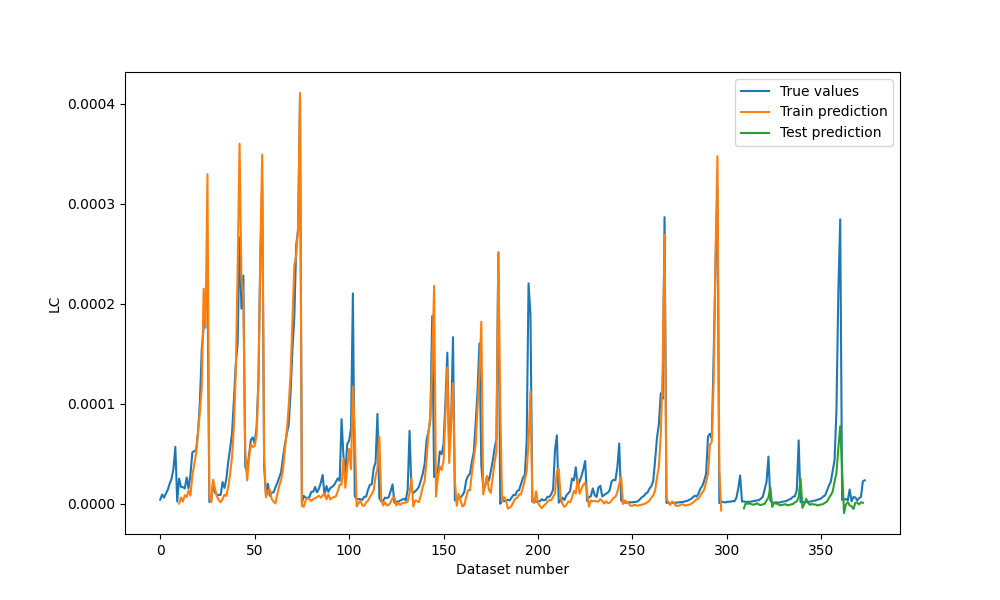 True values
Train prediction
Test prediction
0.0004
0.0003
0.0002
0.0001
0.0000
LC
0 50 100 150 200 250 300 350
Dataset number